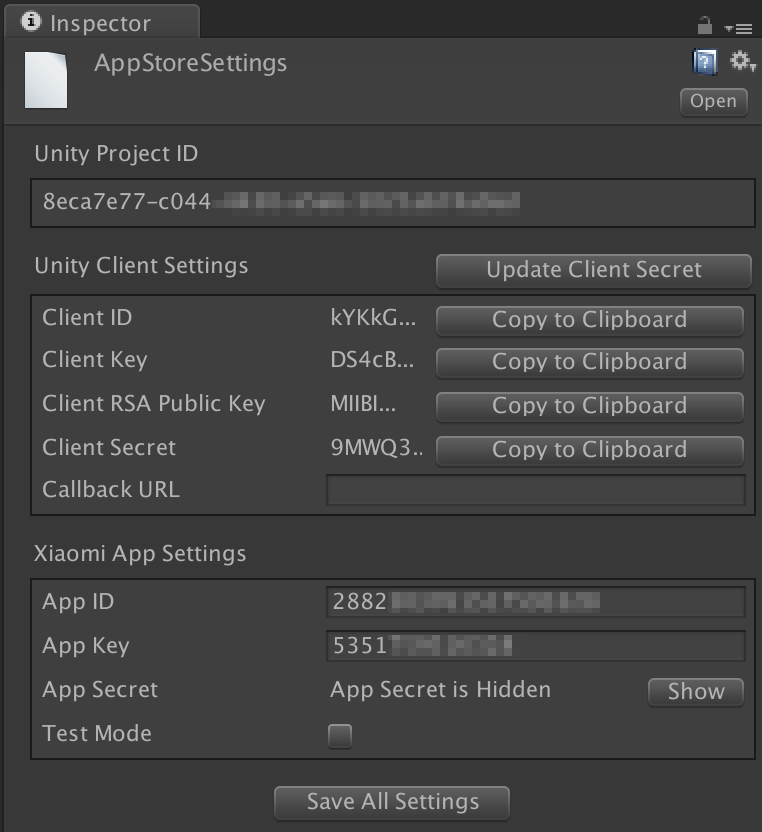 Inspector
AppStoreSettings
Open
Unity Project ID
8eca7e77-c044
Unity Client Settings Update Client Secret
Client ID kYKkG... Copy to Clipboard
Client Key DS4cB... Copy to Clipboard
Client RSA Public Key MIIBI... Copy to Clipboard
Client Secret 9MWQ3.. Copy to Clipboard
Callback URL
Xiaomi App Settings
App ID 2882
App Key 5351
App Secret App Secret is Hidden Show
Test Mode
Save All Settings